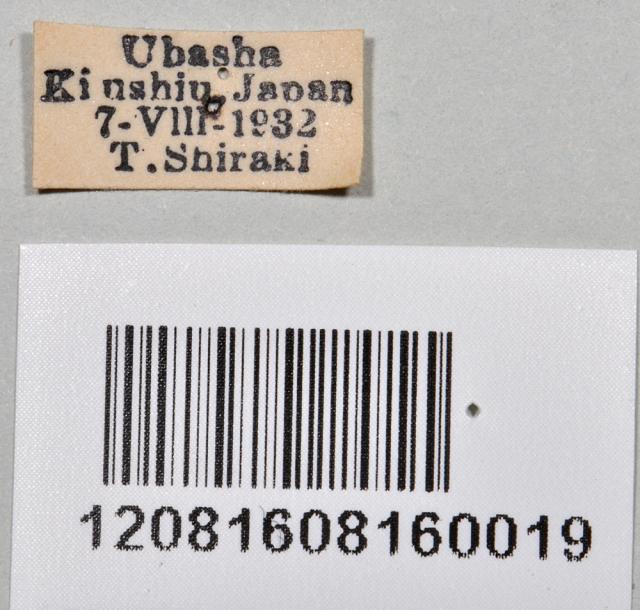 Ubasha
Kinshiu, Japan
7-VIII-1932
T.Shiraki
12081608160019